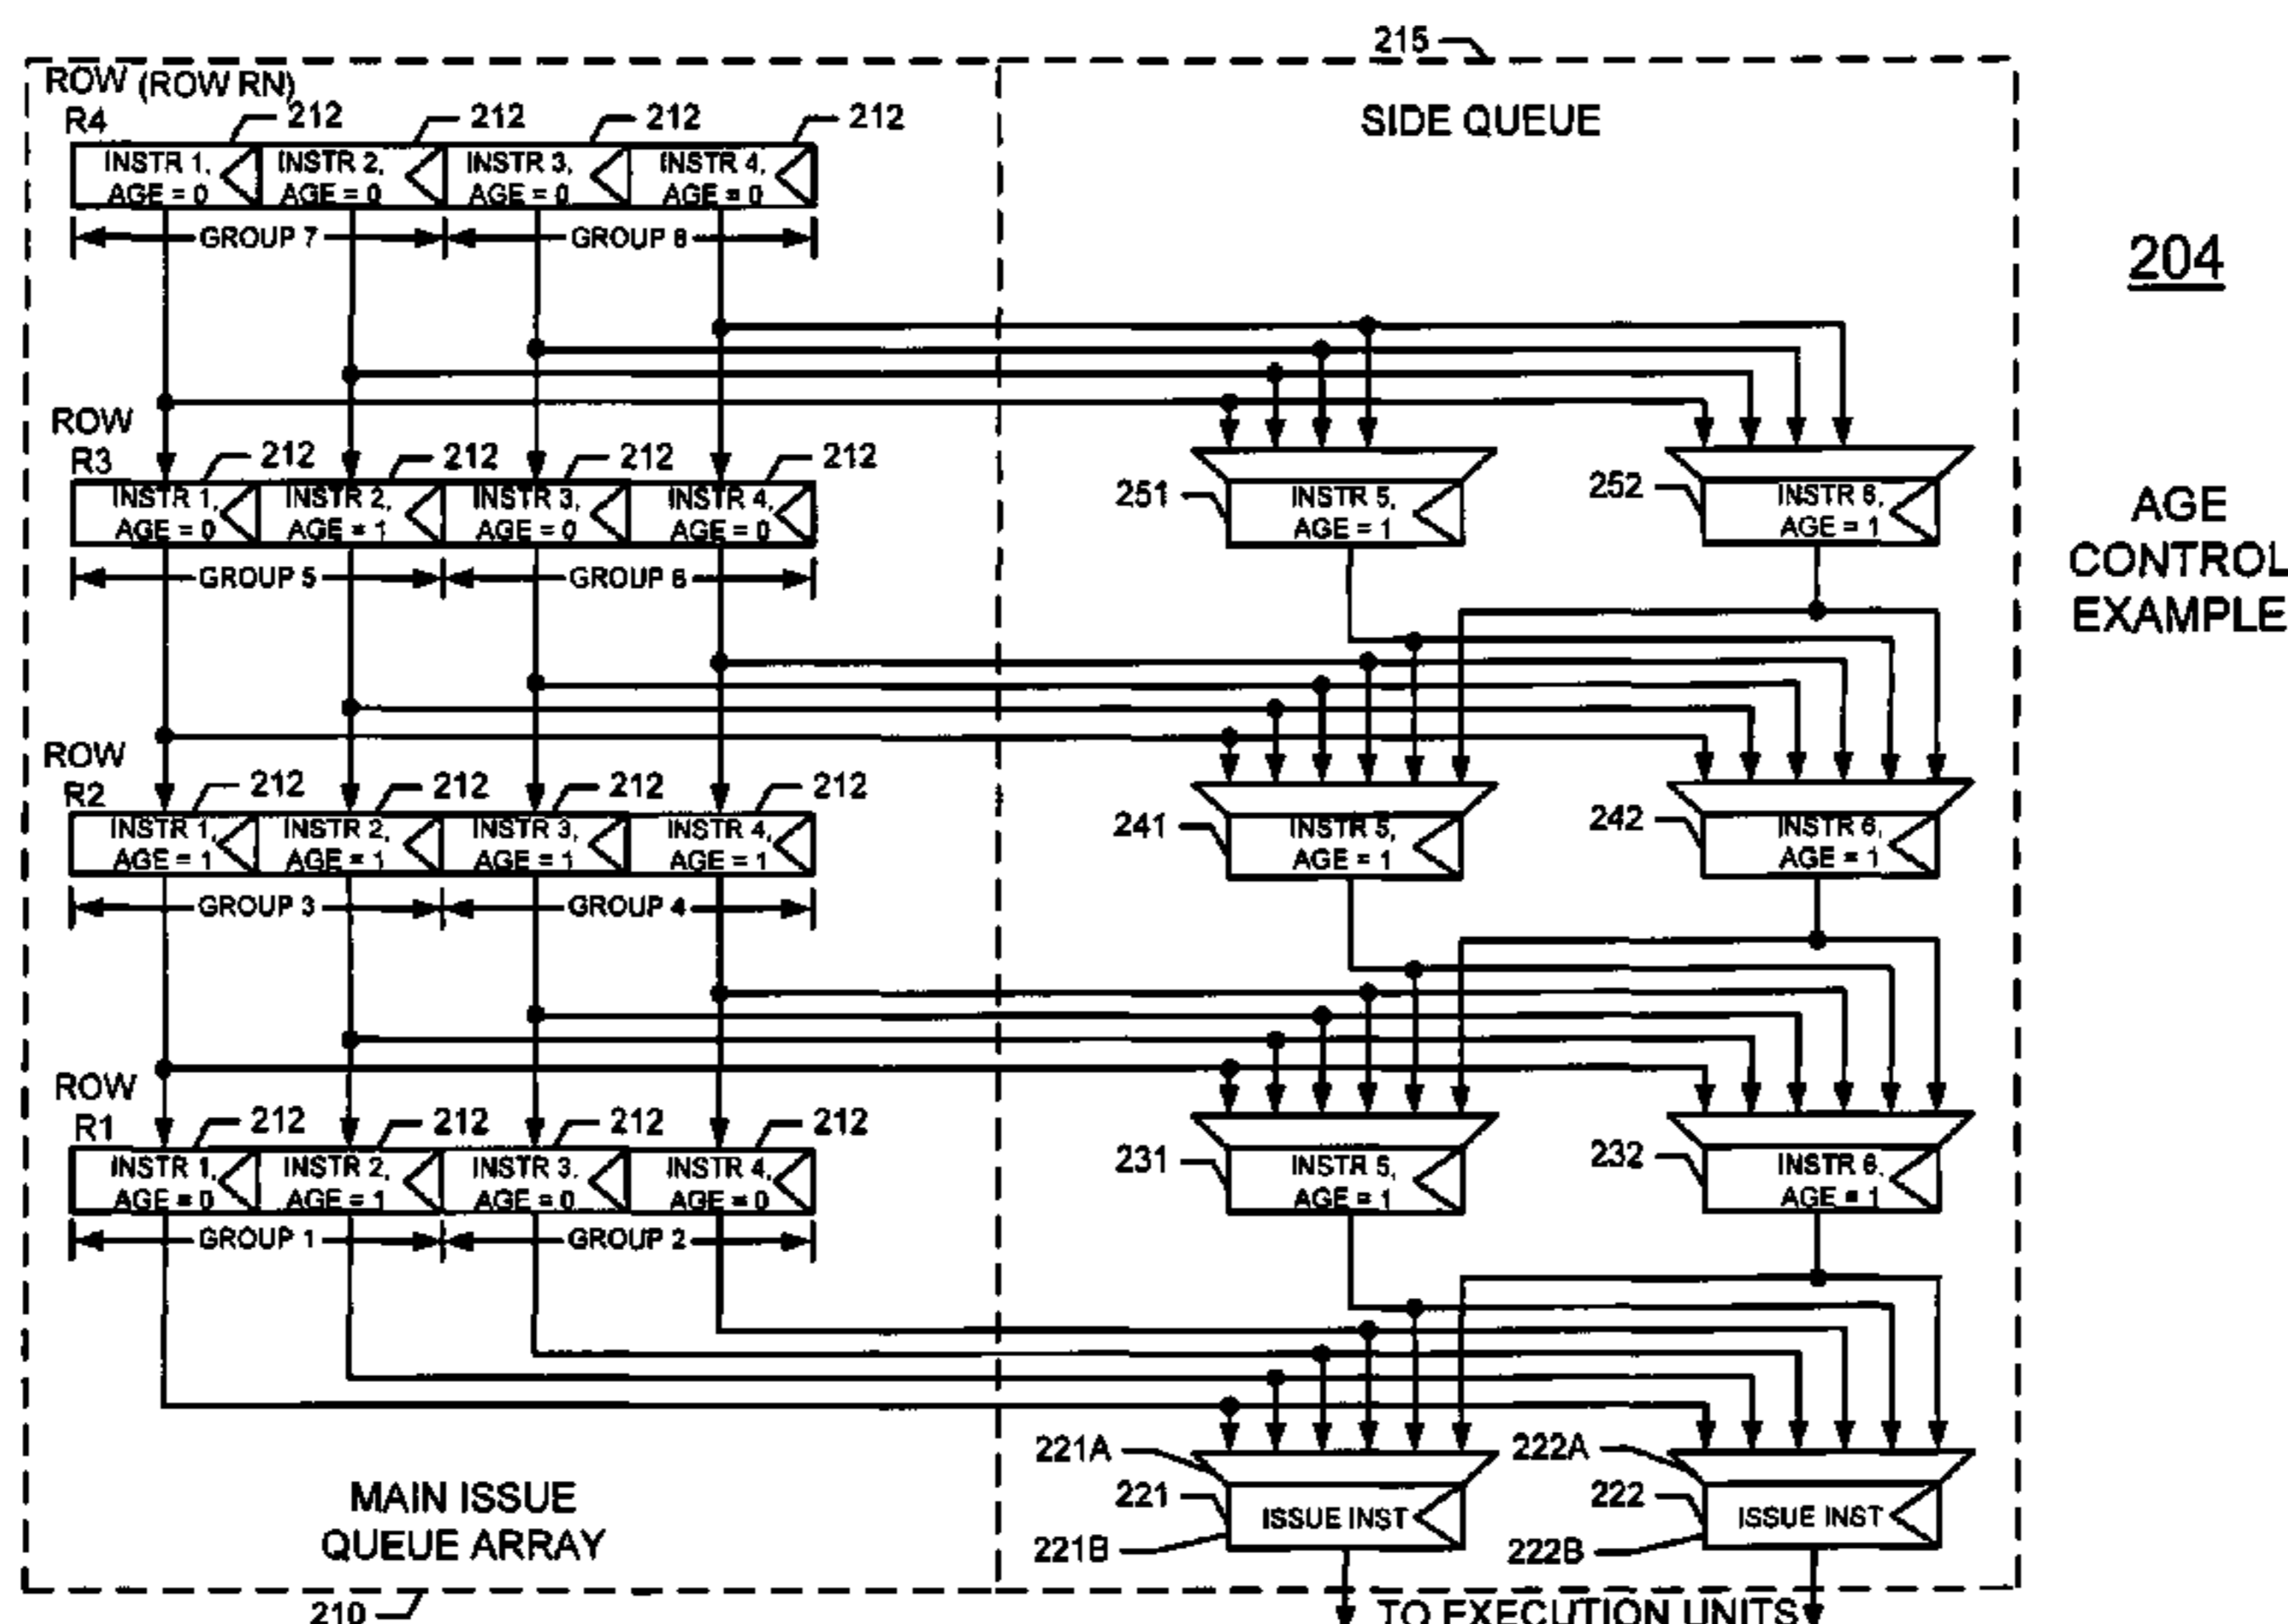 215
ROW (ROW RN)
R4
212 212 212 212
SIDE QUEUE
INSTR 1, AGE = 0
INSTR 2, AGE = 0
INSTR 3, AGE = 0
INSTR 4, AGE = 0
GROUP 7
GROUP 8
204
AGE
CONTROL
EXAMPLE
ROW
R3
212 212 212 212
INSTR 1, AGE = 0
INSTR 2, AGE = 1
INSTR 3, AGE = 0
INSTR 4, AGE = 0
251
INSTR 5, AGE = 1
252
INSTR 6, AGE = 1
GROUP 5
GROUP 6
ROW
R2
212 212 212 212
INSTR 1, AGE = 1
INSTR 2, AGE = 1
INSTR 3, AGE = 1
INSTR 4, AGE = 1
241
INSTR 5, AGE = 1
242
INSTR 6, AGE = 1
GROUP 3
GROUP 4
ROW
R1
212 212 212 212
INSTR 1, AGE = 0
INSTR 2, AGE = 1
INSTR 3, AGE = 0
INSTR 4, AGE = 0
231
INSTR 5, AGE = 1
232
INSTR 6, AGE = 1
GROUP 1
GROUP 2
221A
222A
221
ISSUE INST
222
ISSUE INST
221B
222B
MAIN ISSUE
QUEUE ARRAY
210
TO EXECUTION UNITS